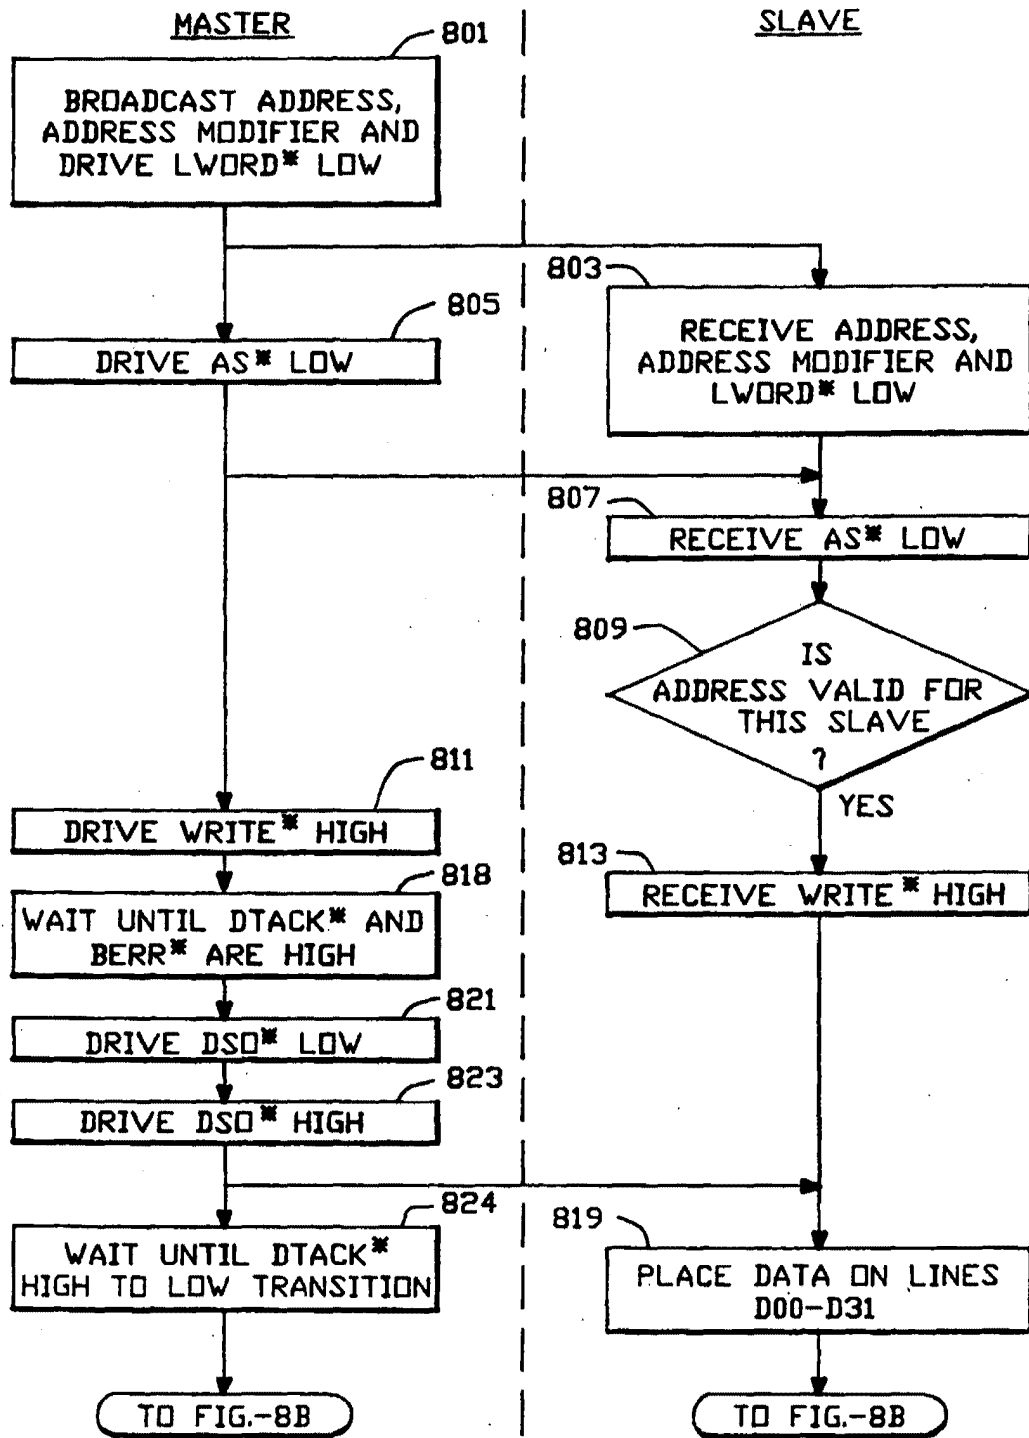 MASTER
SLAVE
801
BROADCAST ADDRESS,
ADDRESS MODIFIER AND
DRIVE LWORD* LOW
803
RECEIVE ADDRESS,
ADDRESS MODIFIER AND
LWORD* LOW
805
DRIVE AS* LOW
807
RECEIVE AS* LOW
809
IS
ADDRESS VALID FOR
THIS SLAVE
?
YES
811
DRIVE WRITE* HIGH
813
RECEIVE WRITE* HIGH
818
WAIT UNTIL DTACK* AND
BERR* ARE HIGH
821
DRIVE DS0* LOW
823
DRIVE DS0* HIGH
824
WAIT UNTIL DTACK*
HIGH TO LOW TRANSITION
819
PLACE DATA ON LINES
D00-D31
TO FIG.-8B
TO FIG.-8B